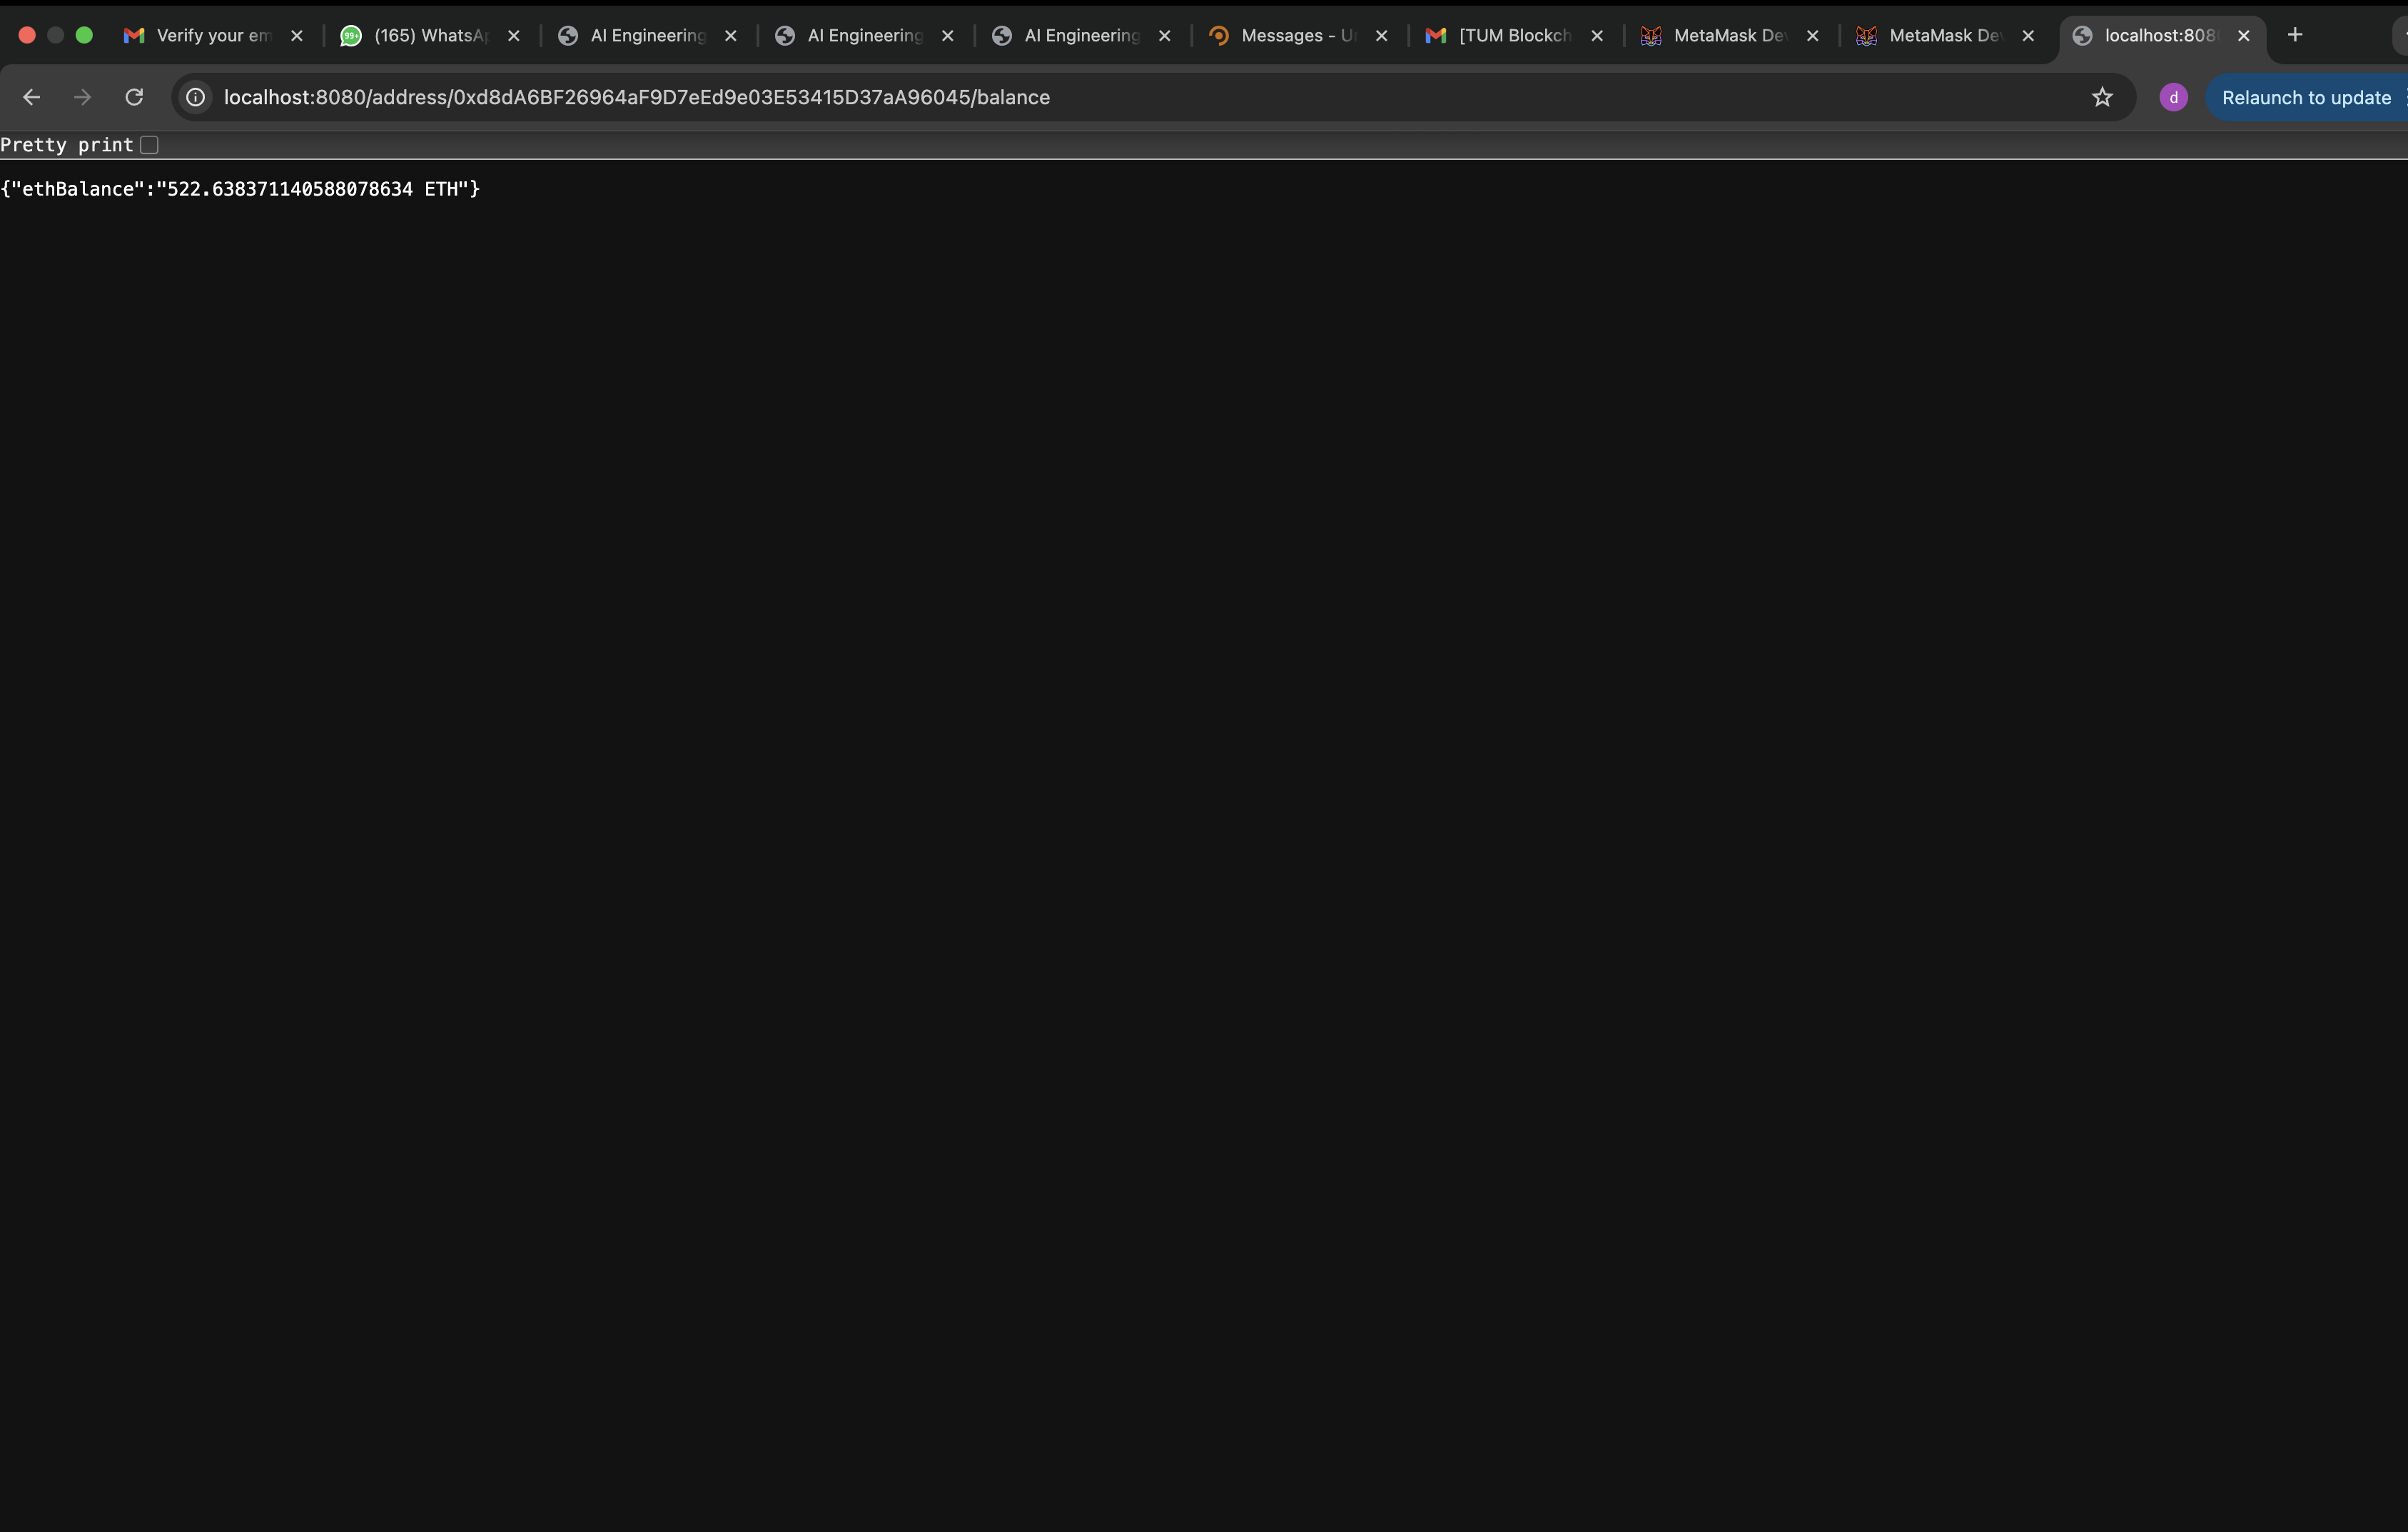 Verify your em
99+ (165) WhatsAp
AI Engineering
AI Engineering
AI Engineering
Messages - U
[TUM Blockch
MetaMask De
MetaMask De
localhost:808
localhost:8080/address/0xd8dA6BF26964aF9D7eEd9e03E53415D37aA96045/balance
d
Relaunch to update
Pretty print
{"ethBalance":"522.638371140588078634 ETH"}